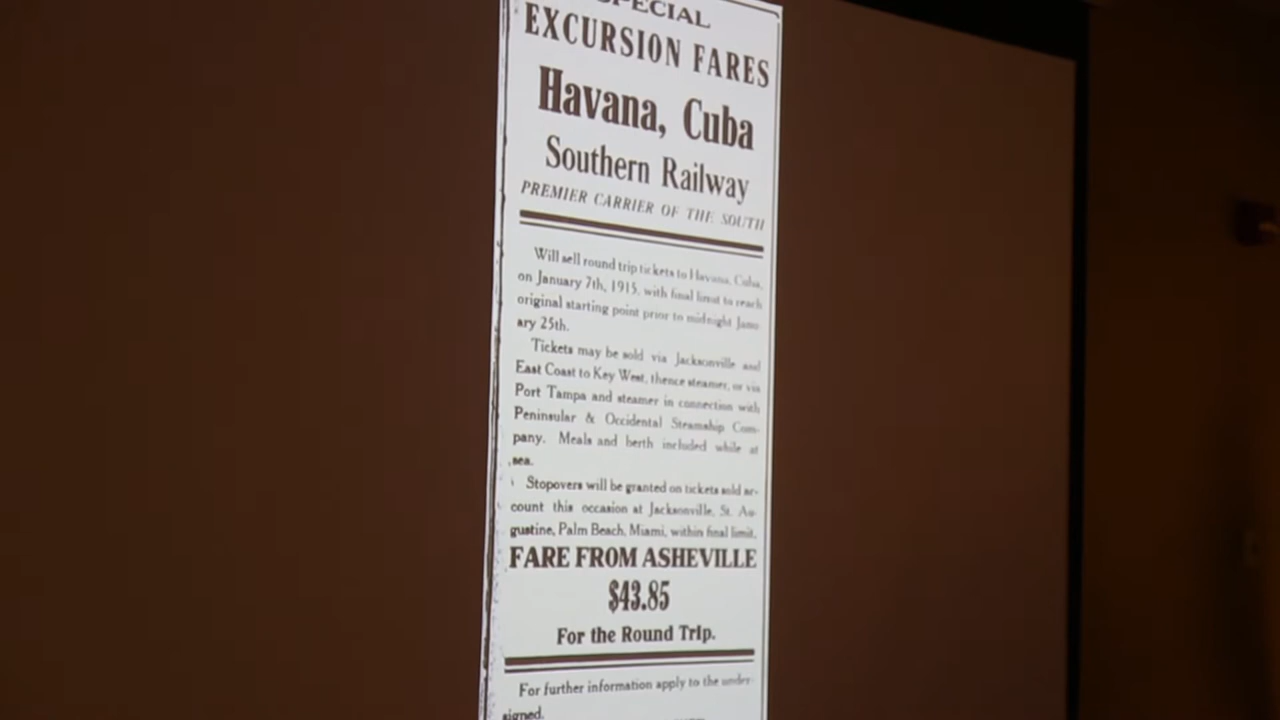 SPECIAL
EXCURSION FARES
Havana, Cuba
Southern Railway
PREMIER CARRIER OF THE SOUTH
Will sell round trip tickets to Havana, Cuba,
on January 7th, 1915, with final limit to reach
original starting point prior to midnight Janu-
ary 25th.
Tickets may be sold via Jacksonville and
East Coast to Key West, thence steamer, or via
Port Tampa and steamer in connection with
Peninsular & Occidental Steamship Com-
pany. Meals and berth included while at
sea.
Stopovers will be granted on tickets sold ac-
count this occasion at Jacksonville, St. Au-
gustine, Palm Beach, Miami, within final limit.
FARE FROM ASHEVILLE
$43.85
For the Round Trip.
For further information apply to the under-
signed.